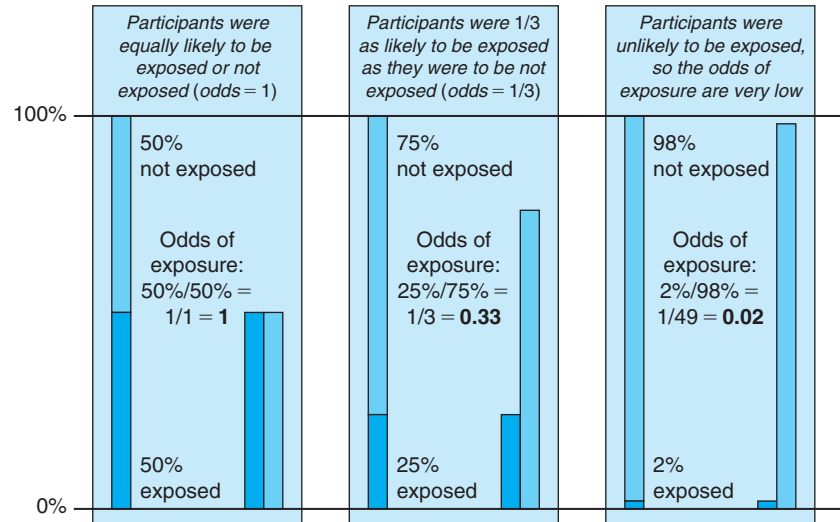 Participants were
equally likely to be
exposed or not
exposed (odds = 1)
Participants were 1/3
as likely to be exposed
as they were to be not
exposed (odds = 1/3)
Participants were
unlikely to be exposed,
so the odds of
exposure are very low
100%
50%
not exposed
Odds of
exposure:
50%/50% =
1/1 = 1
50%
exposed
75%
not exposed
Odds of
exposure:
25%/75% =
1/3 = 0.33
25%
exposed
98%
not exposed
Odds of
exposure:
2%/98% =
1/49 = 0.02
2%
exposed
0%